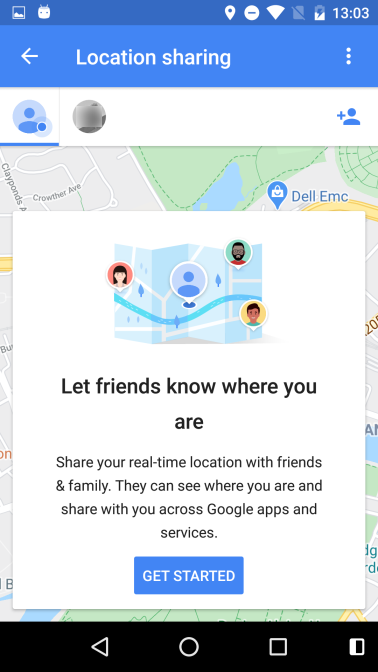 13:03
Location sharing
Crowther Ave
Dell Emc
Let friends know where you
are
Share your real-time location with friends
& family. They can see where you are and
share with you across Google apps and
services.
GET STARTED